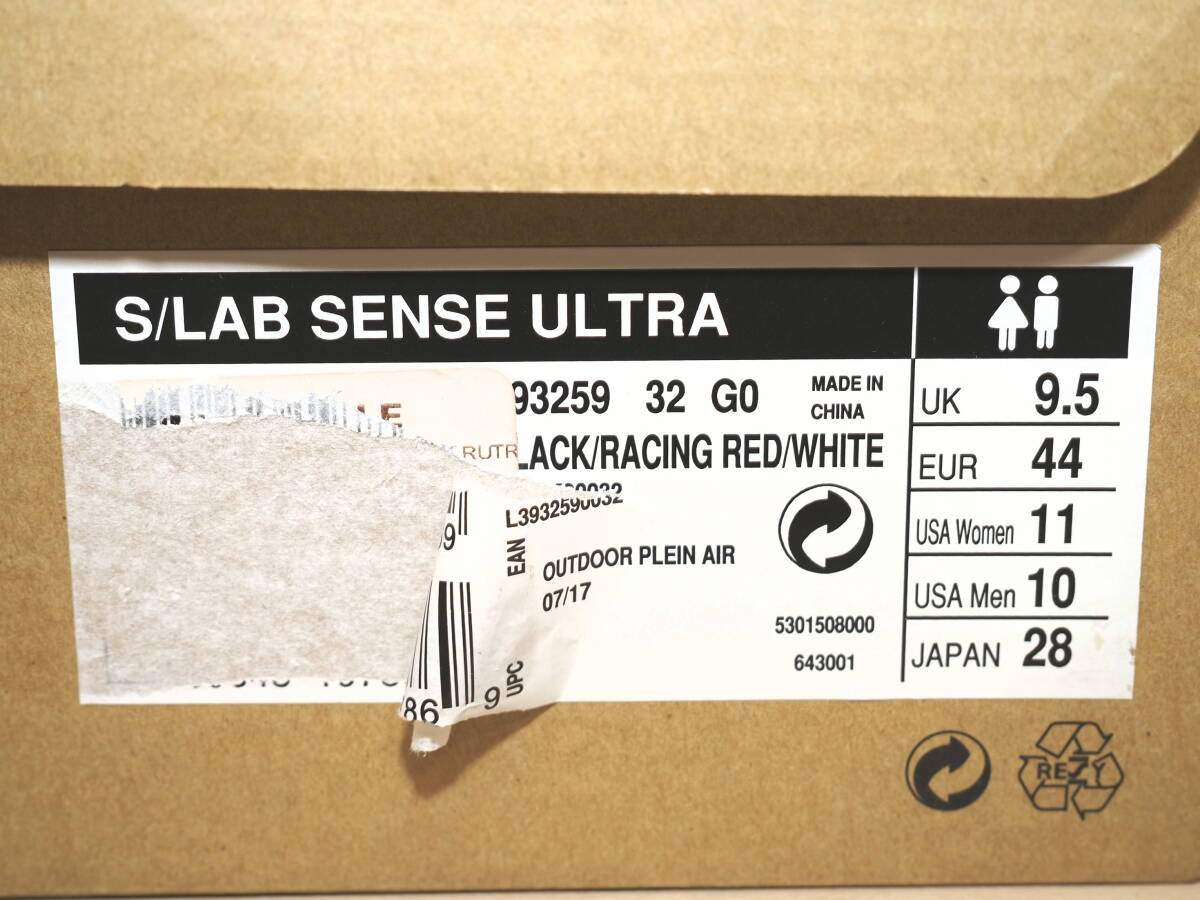 S/LAB SENSE ULTRA
93259 32 G0
MADE IN
CHINA
LACK/RACING RED/WHITE
RUTR
L3932590032
EAN
OUTDOOR PLEIN AIR
07/17
5301508000
643001
UPC
86
9
UK 9.5
EUR 44
USA Women 11
USA Men 10
JAPAN 28
RESY